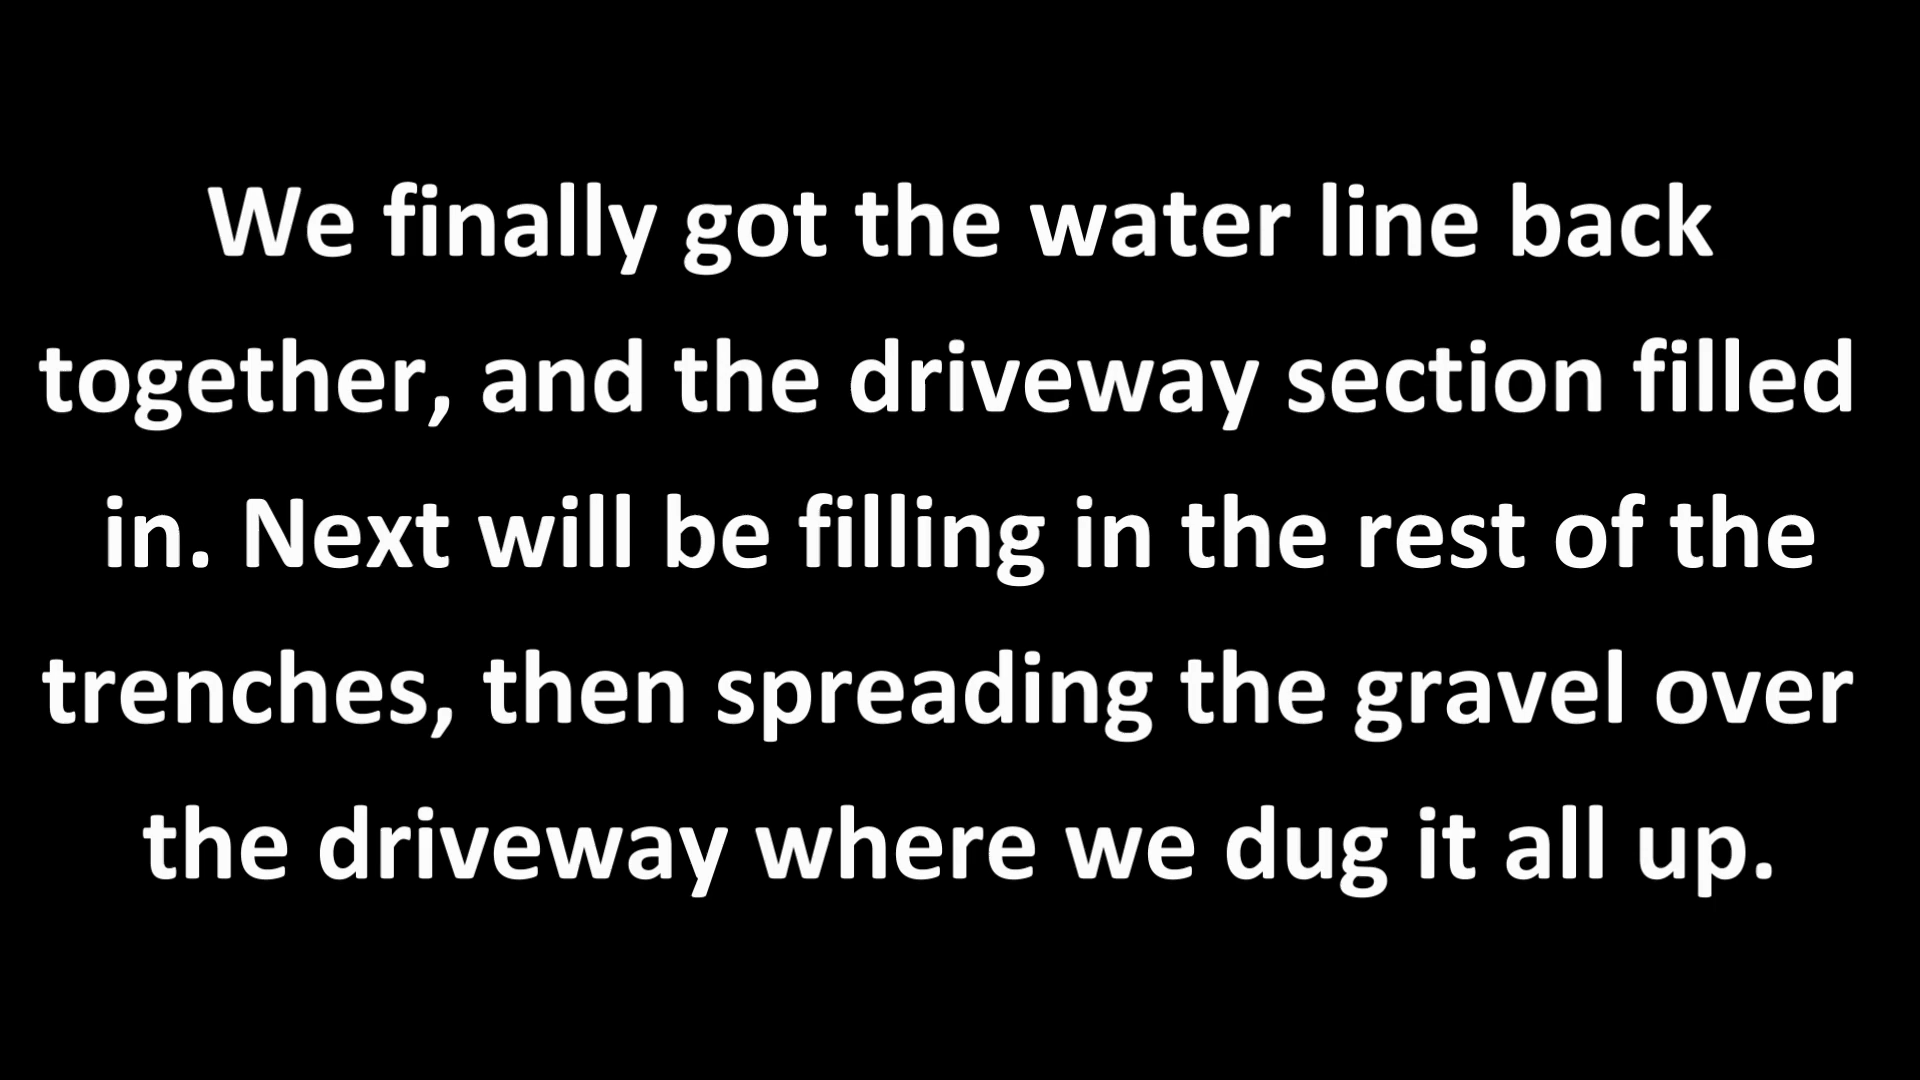 We finally got the water line back
together, and the driveway section filled
in. Next will be filling in the rest of the
trenches, then spreading the gravel over
the driveway where we dug it all up.